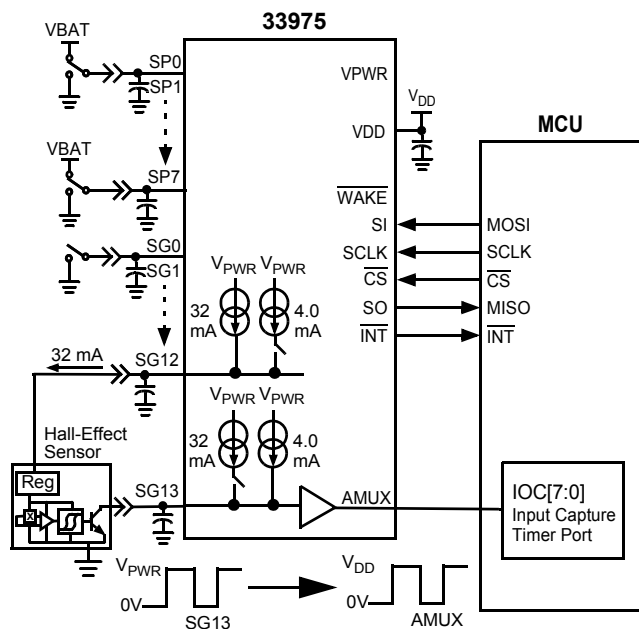 33975
VBAT
SP0
SP1
VPWR
VDD
VDD
MCU
VBAT
SP7
WAKE
SI
MOSI
SG0
SG1
SCLK
SCLK
CS
CS
VPWR
VPWR
SO
MISO
32
mA
4.0
mA
INT
INT
32 mA
SG12
VPWR
VPWR
Hall-Effect
Sensor
32
mA
4.0
mA
Reg
X
SG13
AMUX
IOC[7:0]
Input Capture
Timer Port
VPWR
0V
SG13
VDD
0V
AMUX